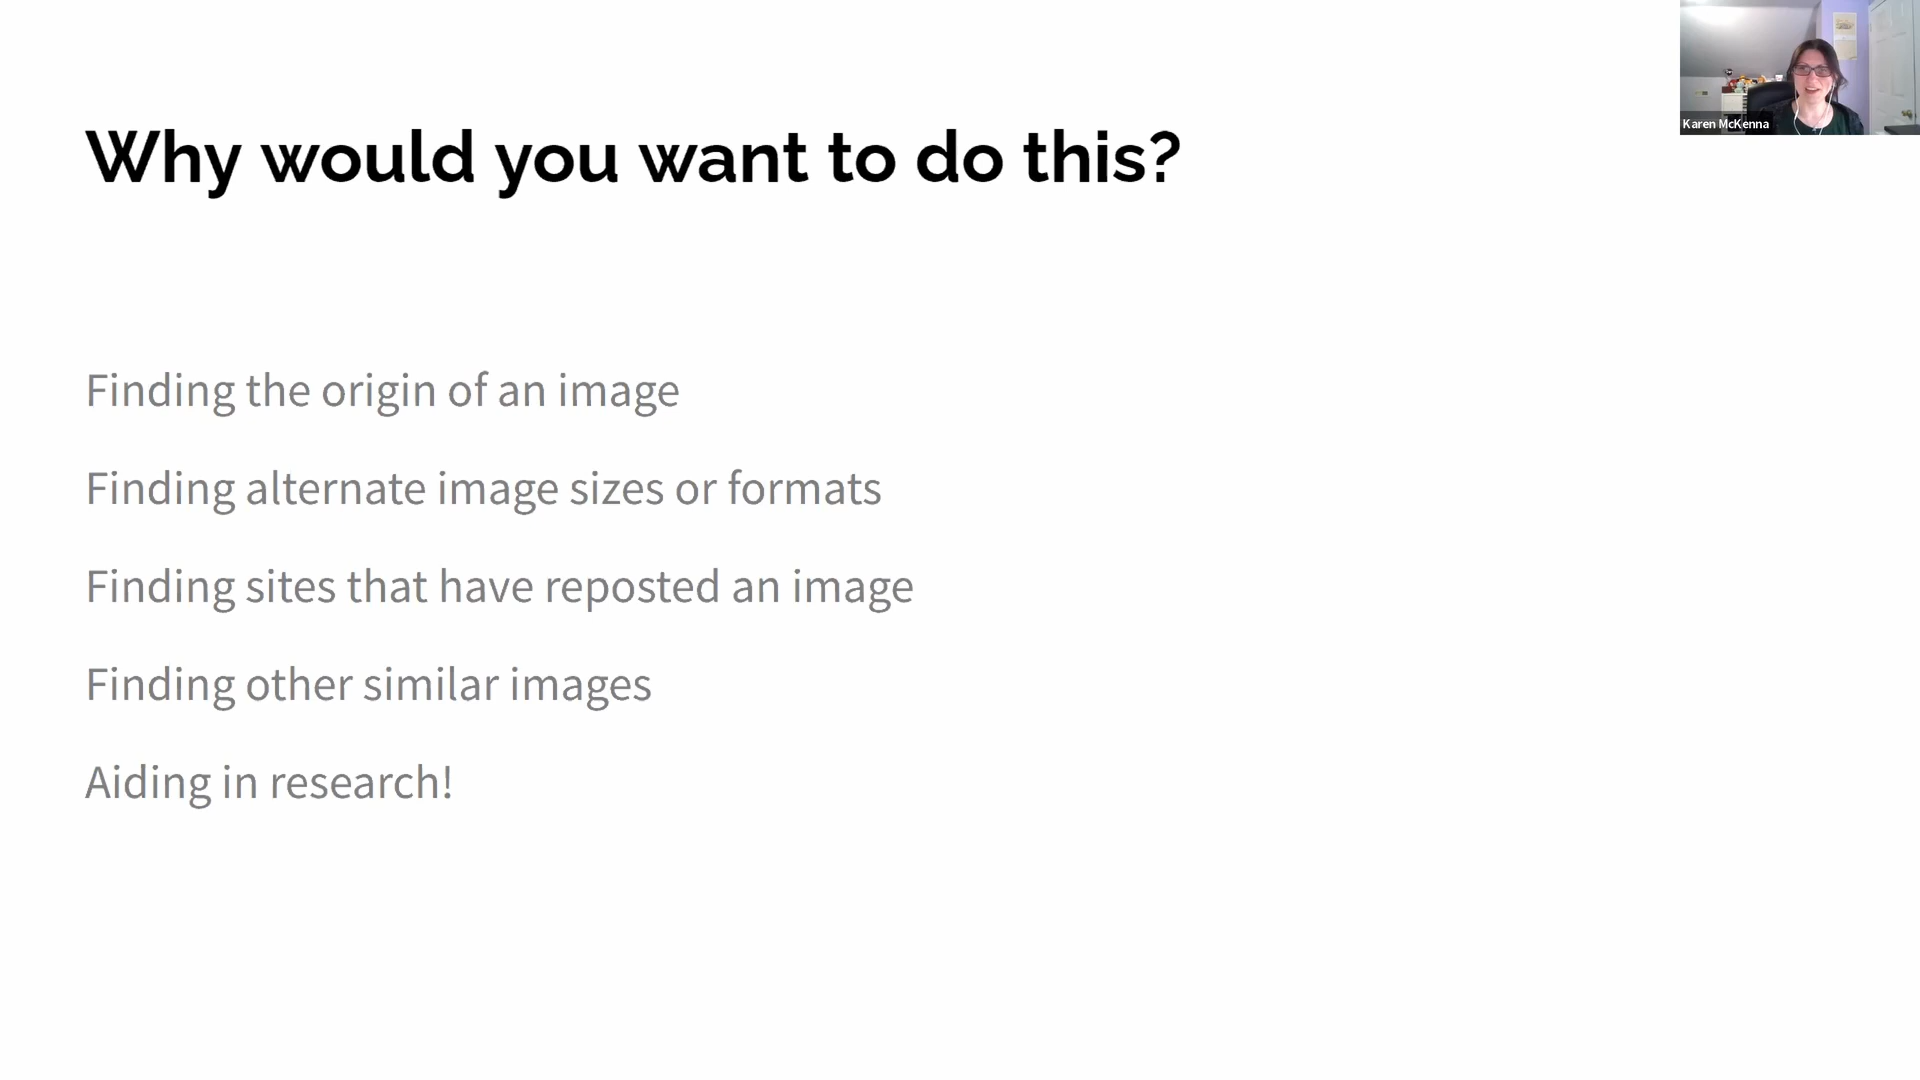 Karen McKenna
Why would you want to do this?
Finding the origin of an image
Finding alternate image sizes or formats
Finding sites that have reposted an image
Finding other similar images
Aiding in research!